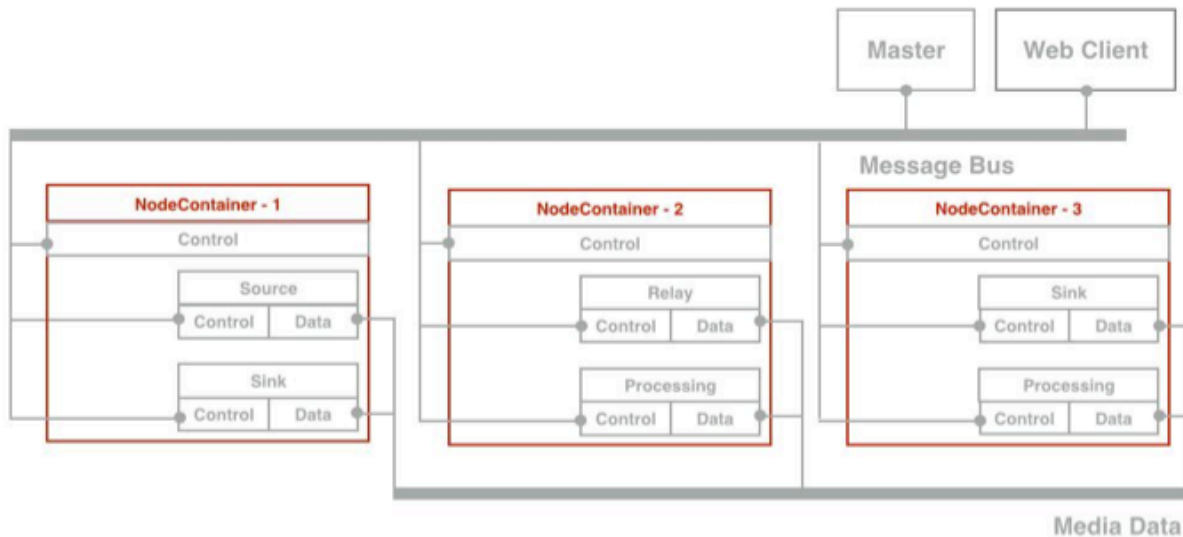 Master
Web Client
Message Bus
NodeContainer - 1
Control
Source
Control Data
Sink
Control Data
NodeContainer - 2
Control
Relay
Control Data
Processing
Control Data
NodeContainer - 3
Control
Sink
Control Data
Processing
Control Data
Media Data